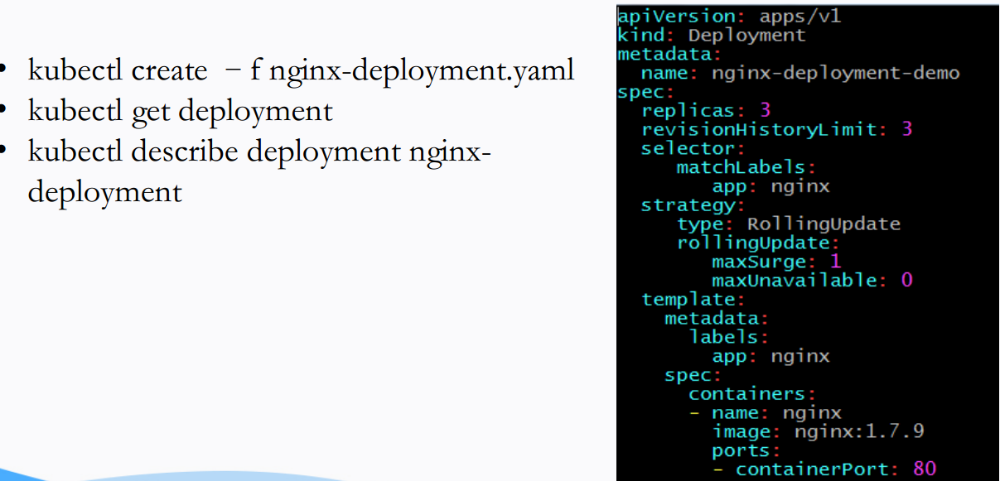 • kubectl create – f nginx-deployment.yaml
• kubectl get deployment
• kubectl describe deployment nginx-
deployment
apiVersion: apps/v1
kind: Deployment
metadata:
  name: nginx-deployment-demo
spec:
  replicas: 3
  revisionHistoryLimit: 3
  selector:
     matchLabels:
        app: nginx
  strategy:
     type: RollingUpdate
     rollingUpdate:
        maxSurge: 1
        maxUnavailable: 0
  template:
    metadata:
      labels:
        app: nginx
    spec:
      containers:
      - name: nginx
        image: nginx:1.7.9
        ports:
        - containerPort: 80